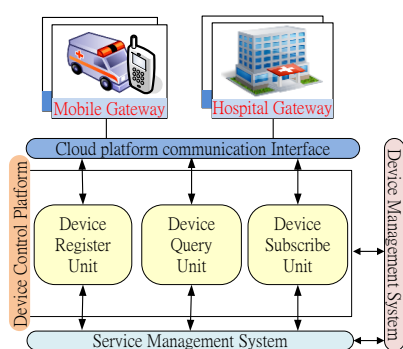 Mobile Gateway
Hospital Gateway
Cloud platform communication Interface
Device Control Platform
Device
Register
Unit
Device
Query
Unit
Device
Subscribe
Unit
Device Management
System
Service Management System